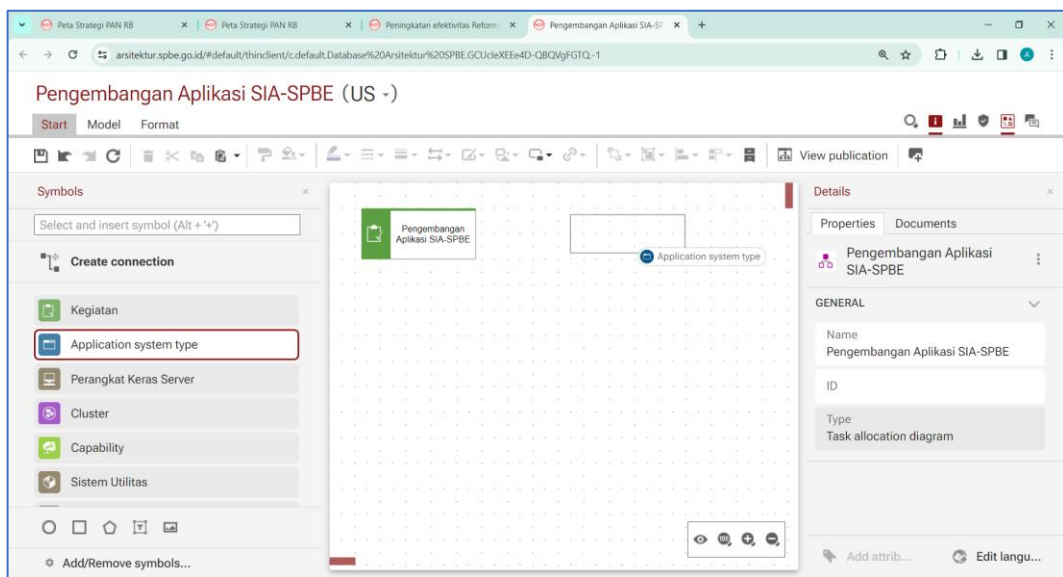 Peta Strategi PAN RB
Peta Strategi PAN RB
Peningkatan efektivitas Reform
Pengembangan Aplikasi SIA-SP
arsitektur.spbe.go.id/#default/thinclient/c.default.Database%20Arsitektur%20SPBE.GCUcIeXEEe4D-QBQVgFGTQ.-1
A
Pengembangan Aplikasi SIA-SPBE (US)
Start Model Format
View publication
Symbols
Select and insert symbol (Alt + '+')
Create connection
Kegiatan
Application system type
Perangkat Keras Server
Cluster
Capability
Sistem Utilitas
Add/Remove symbols...
Pengembangan
Aplikasi SIA-SPBE
Application system type
Details
Properties Documents
Pengembangan Aplikasi
SIA-SPBE
GENERAL
Name
Pengembangan Aplikasi SIA-SPBE
ID
Type
Task allocation diagram
Add attrib...
Edit langu...